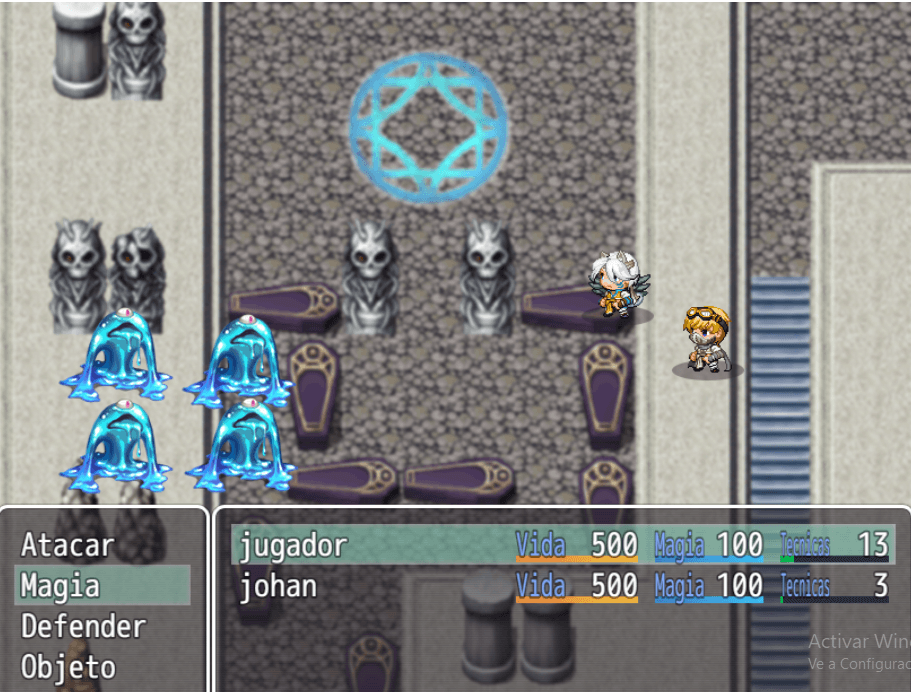 Atacar
Magia
Defender
Objeto
jugador Vida 500 Magia 100 Tecnicas 13
johan Vida 500 Magia 100 Tecnicas 3
Activar Win
Ve a Configurac